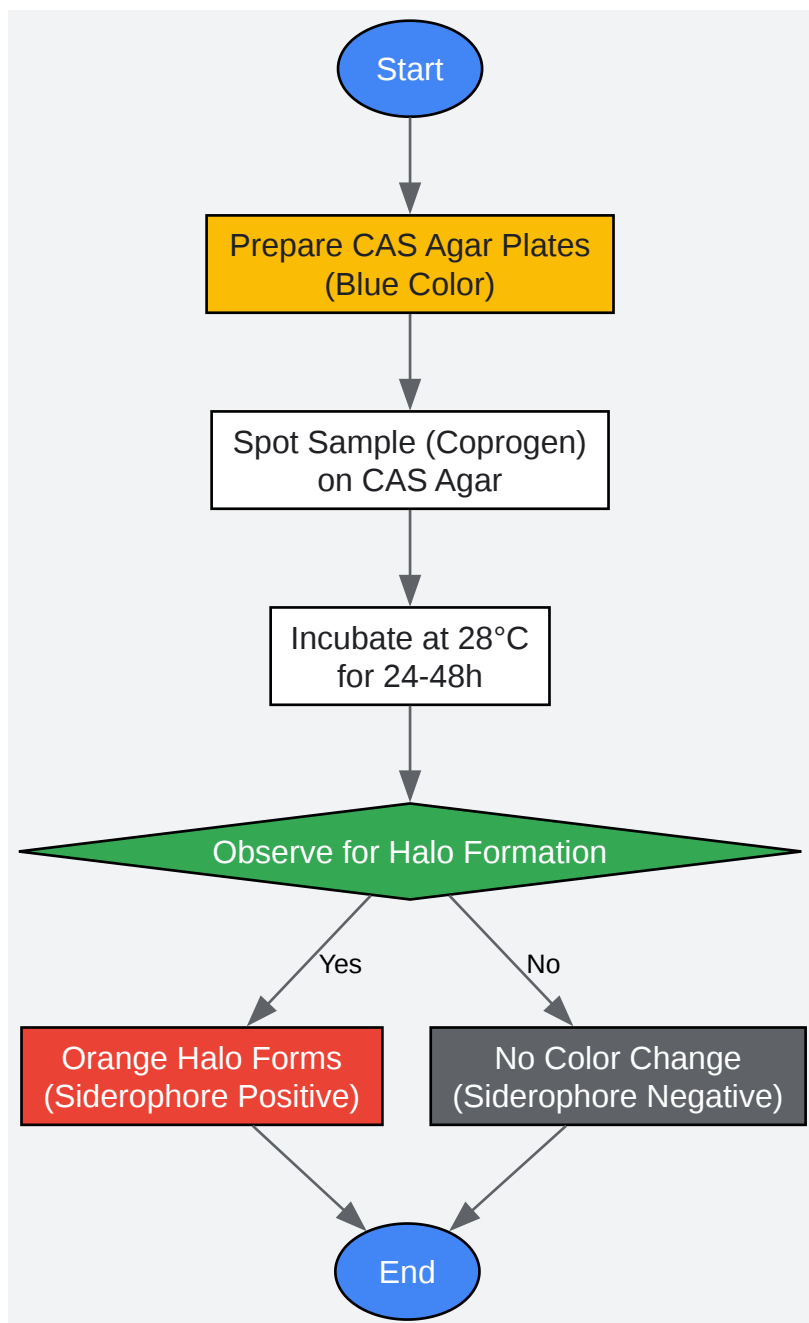 Start
Prepare CAS Agar Plates
(Blue Color)
Spot Sample (Coprogen)
on CAS Agar
Incubate at 28°C
for 24-48h
Observe for Halo Formation
Yes
No
Orange Halo Forms
(Siderophore Positive)
No Color Change
(Siderophore Negative)
End